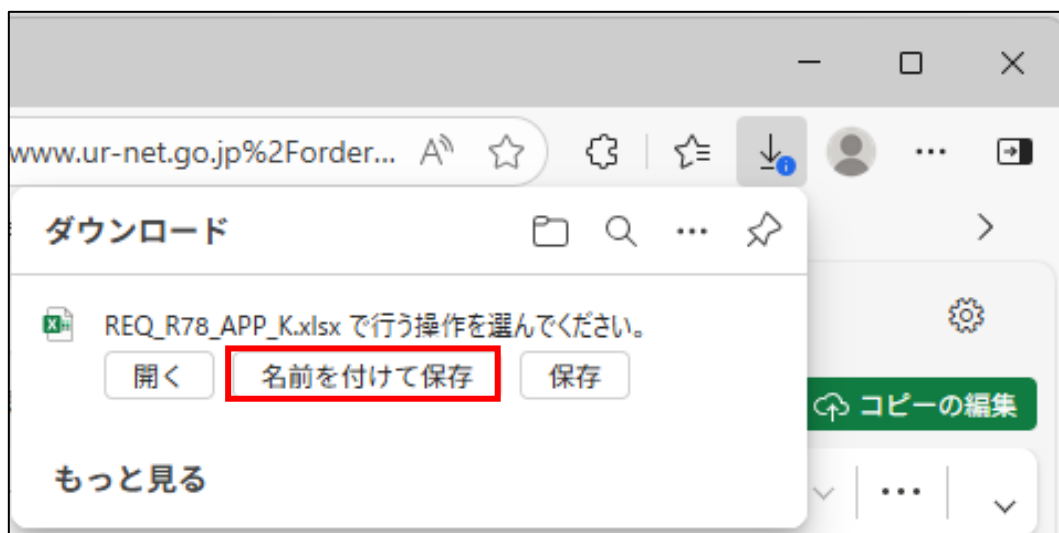 www.ur-net.go.jp%2Forder...
ダウンロード
REQ_R78_APP_K.xlsx で行う操作を選んでください。
開く 名前を付けて保存 保存
コピーの編集
もっと見る